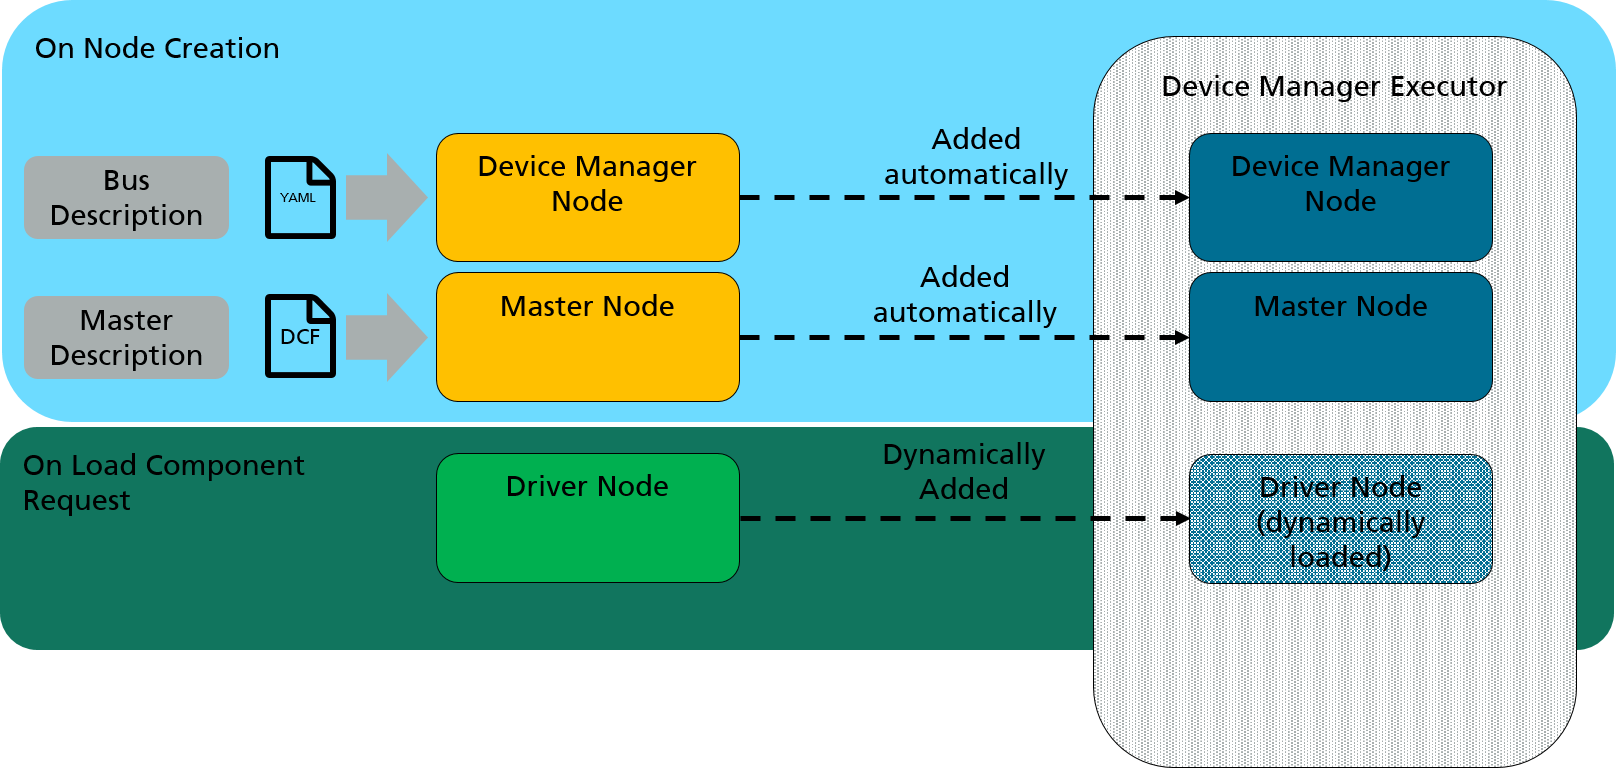 On Node Creation
Device Manager Executor
Bus
Description
YAML
Device Manager
Node
Added
automatically
Device Manager
Node
Master
Description
DCF
Master Node
Added
automatically
Master Node
On Load Component
Request
Driver Node
Dynamically
Added
Driver Node
(dynamically
loaded)